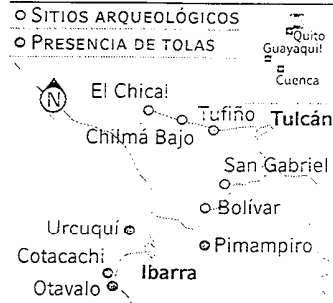 SITIOS ARQUEOLÓGICOS
PRESENCIA DE TOLAS
Quito
Guayaquil
Cuenca
N
El Chical
Tufiño
Tulcán
Chilmá Bajo
San Gabriel
Bolívar
Urcuquí
Pimampiro
Cotacachi
Ibarra
Otavalo